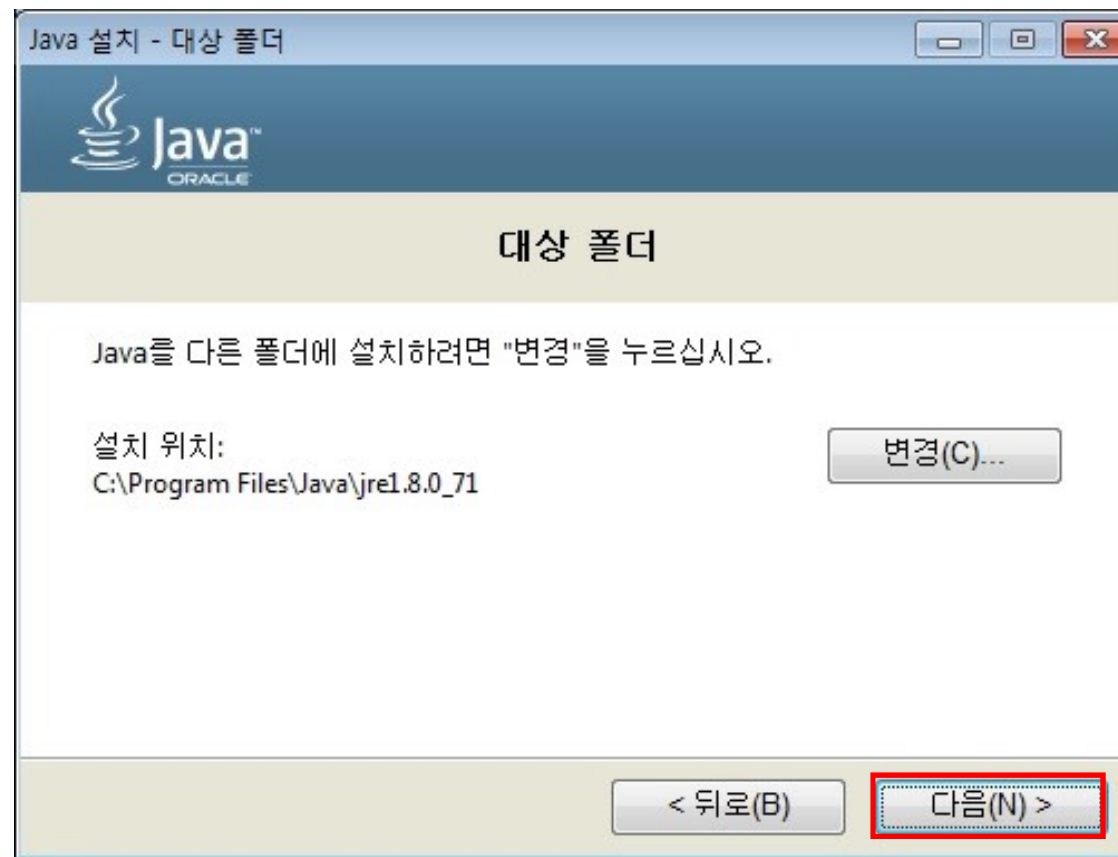 Java 설치 - 대상 폴더
Java™
ORACLE
대상 폴더
Java를 다른 폴더에 설치하려면 "변경"을 누르십시오.
설치 위치:
변경(C)...
C:\Program Files\Java\jre1.8.0_71
< 뒤로(B)
다음(N) >